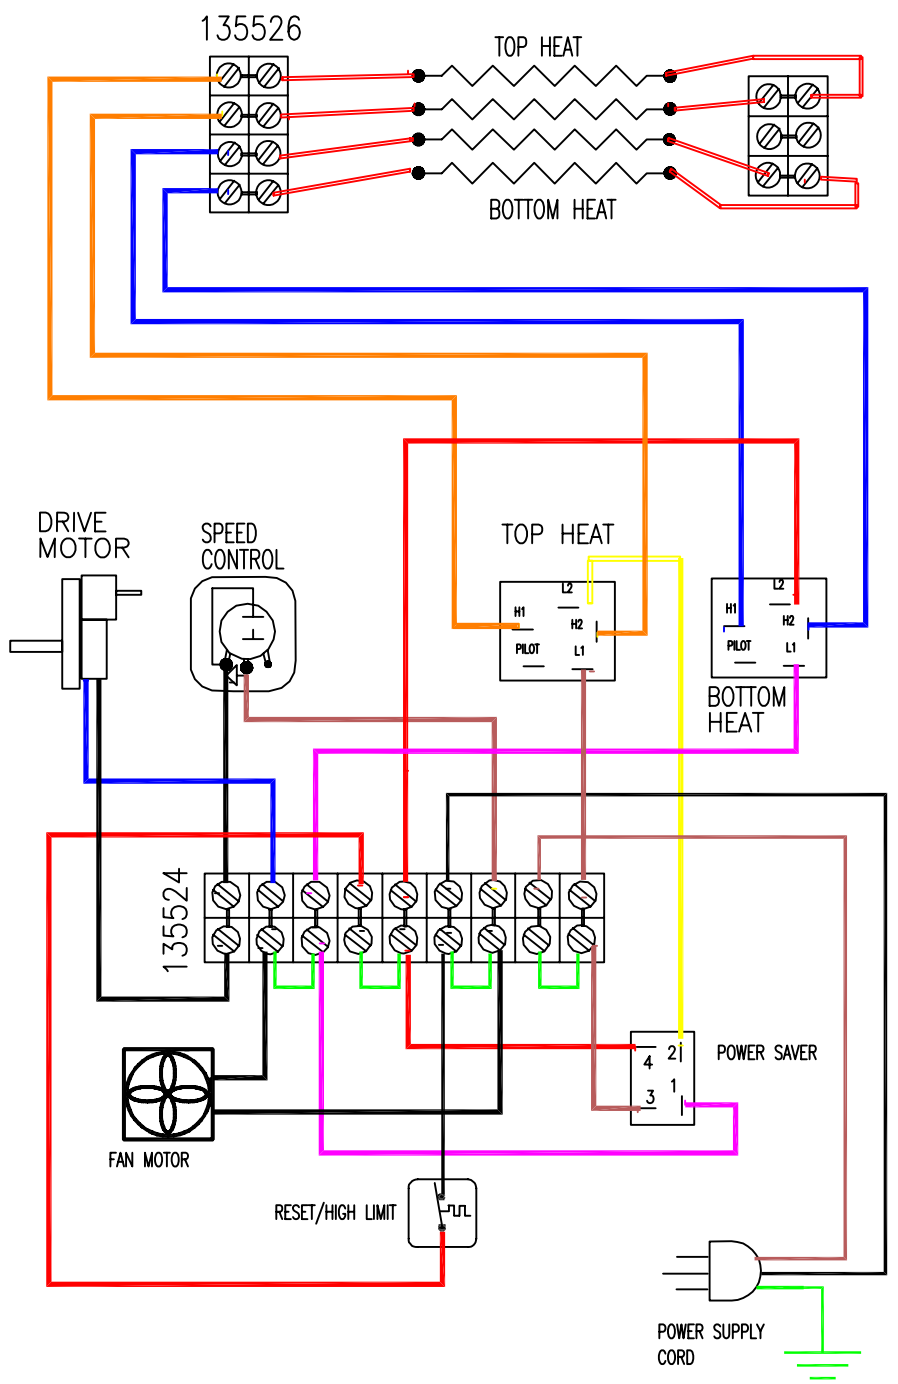 135526
TOP HEAT
BOTTOM HEAT
DRIVE
MOTOR
SPEED
CONTROL
TOP HEAT
L2
H1
H2
PILOT
L1
L2
H1
H2
PILOT
L1
BOTTOM
HEAT
135524
2
4
1
3
POWER SAVER
FAN MOTOR
RESET/HIGH LIMIT
POWER SUPPLY
CORD